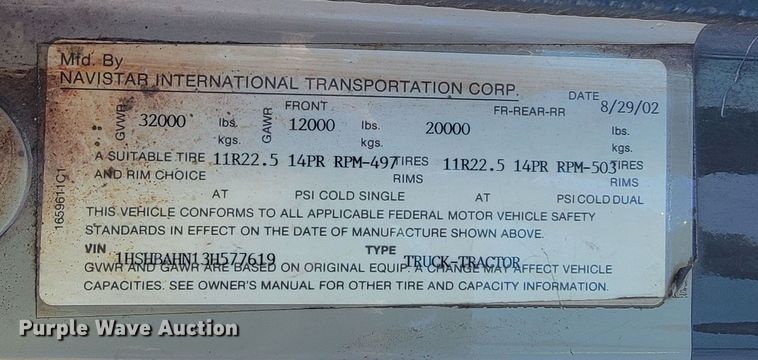 Mfd. By
NAVISTAR INTERNATIONAL TRANSPORTATION CORP.
DATE 8/29/02
FRONT FR-REAR-RR
GVWR 32000 lbs. GAWR 12000 lbs. 20000 lbs.
kgs. kgs. kgs.
A SUITABLE TIRE 11R22.5 14PR RPM-497 TIRES 11R22.5 14PR RPM-503 TIRES
AND RIM CHOICE RIMS RIMS
AT PSI COLD SINGLE AT PSI COLD DUAL
THIS VEHICLE CONFORMS TO ALL APPLICABLE FEDERAL MOTOR VEHICLE SAFETY
STANDARDS IN EFFECT ON THE DATE OF MANUFACTURE SHOWN ABOVE.
VIN 1HSHBAHN13H577619 TYPE TRUCK-TRACTOR
GVWR AND GAWR ARE BASED ON ORIGINAL EQUIP. A CHANGE MAY AFFECT VEHICLE
CAPACITIES. SEE OWNER'S MANUAL FOR OTHER TIRE AND CAPACITY INFORMATION.
1659611C1
Purple Wave Auction